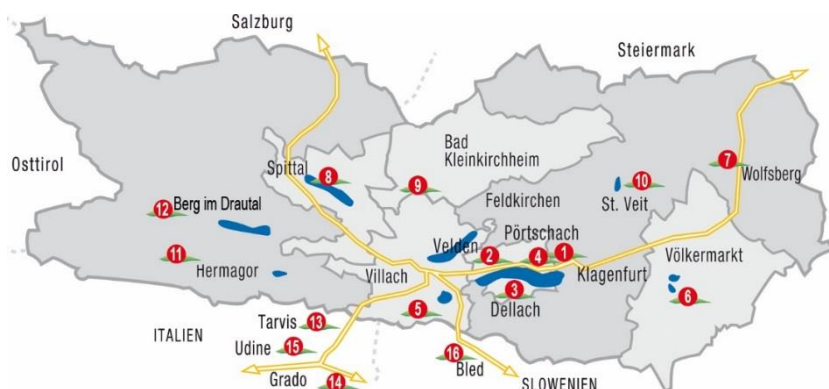 Salzburg
Steiermark
Osttirol
Bad
Kleinkirchheim
Spittal
8
9
7
Wolfsberg
10
St. Veit
Feldkirchen
12
Berg im Drautal
Pörtschach
Velden
2
4
1
Völkermarkt
11
Hermagor
Villach
Klagenfurt
3
Dellach
6
5
ITALIEN
Tarvis
13
Udine
15
16
Bled
Grado
14
SLOWENIEN